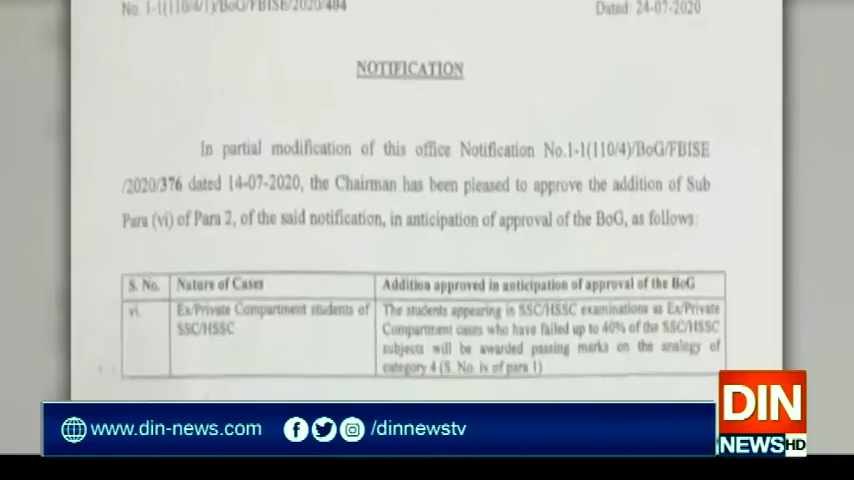 No. 1-1(110/4/1)/BoG/FBISE/2020/404
Dated: 24-07-2020
NOTIFICATION
In partial modification of this office Notification No.1-1(110/4)/BoG/FBISE
/2020/376 dated 14-07-2020, the Chairman has been pleased to approve the addition of Sub
Para (vi) of Para 2, of the said notification, in anticipation of approval of the BoG, as follows:
S. No.
Nature of Cases
Addition approved in anticipation of approval of the BoG
vi.
Ex/Private Compartment students of
SSC/HSSC
The students appearing in SSC/HSSC examinations as Ex/Private
Compartment cases who have failed up to 40% of the SSC/HSSC
subjects will be awarded passing marks on the analogy of
category 4 (S. No. iv of para 1)
www.din-news.com
/dinnewstv
DIN
NEWS HD